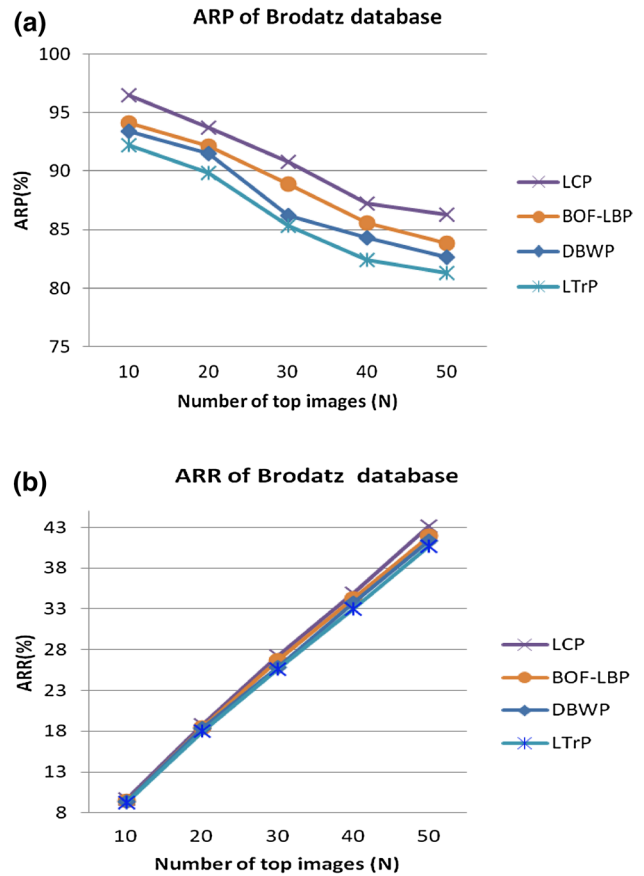 (a)
ARP of Brodatz database
100
95
90
85
80
75
ARP(%)
10 20 30 40 50
Number of top images (N)
LCP
BOF-LBP
DBWP
LTrP
(b)
ARR of Brodatz database
43
38
33
28
23
18
13
8
ARR(%)
10 20 30 40 50
Number of top images (N)
LCP
BOF-LBP
DBWP
LTrP